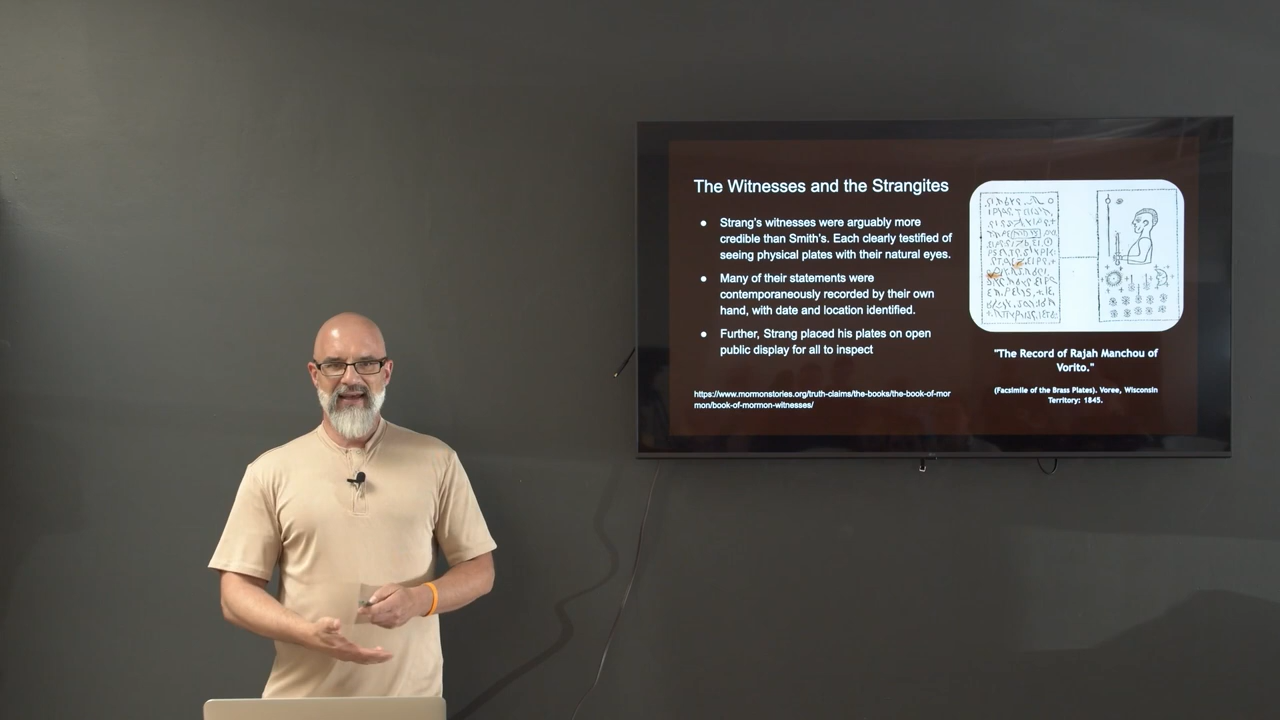 The Witnesses and the Strangites
● Strang's witnesses were arguably more
credible than Smith's. Each clearly testified of
seeing physical plates with their natural eyes.
● Many of their statements were
contemporaneously recorded by their own
hand, with date and location identified.
● Further, Strang placed his plates on open
public display for all to inspect
https://www.mormonstories.org/truth-claims/the-books/the-book-of-mor
mon/book-of-mormon-witnesses/
"The Record of Rajah Manchou of
Vorito."
(Facsimile of the Brass Plates). Voree, Wisconsin
Territory: 1845.